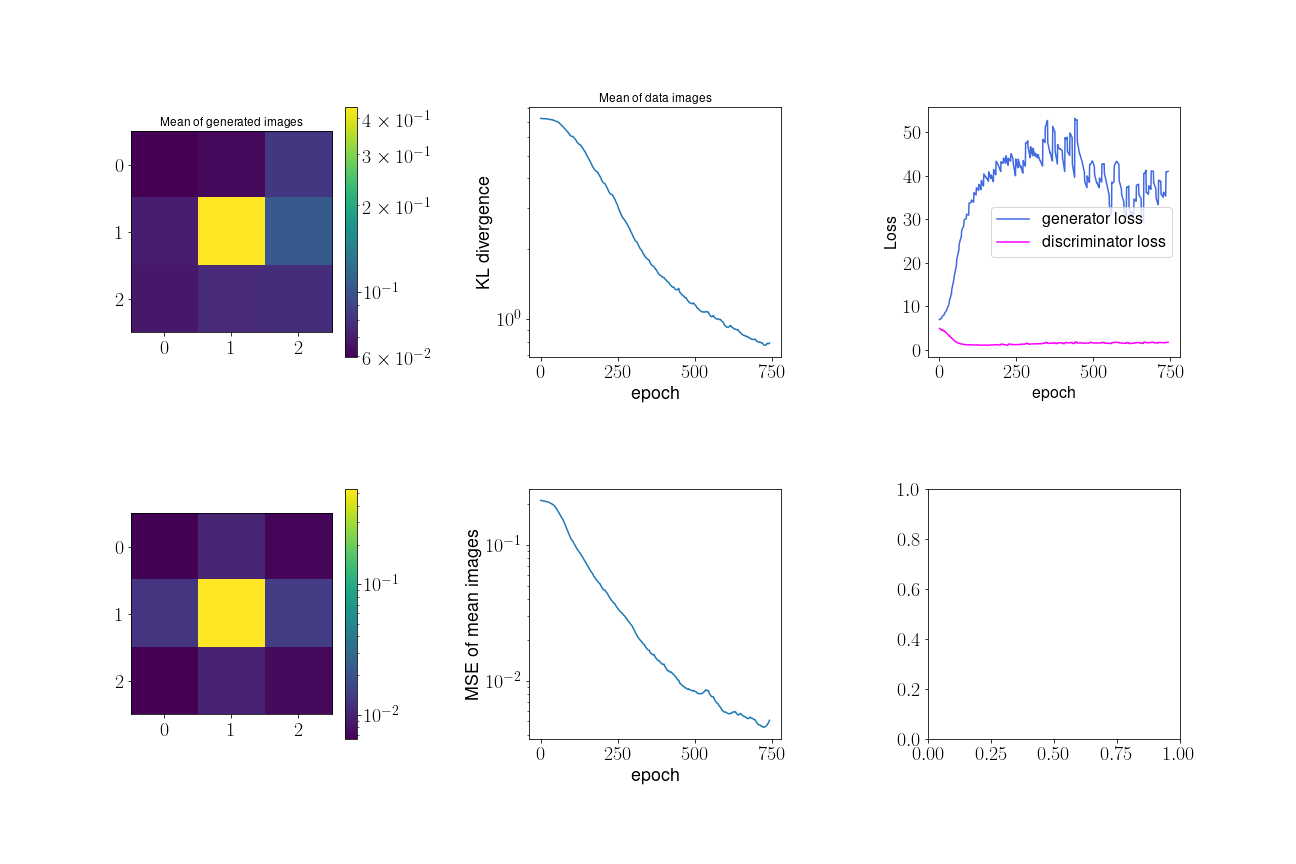 Mean of generated images
0
1
2
0 1 2
4 × 10⁻¹
3 × 10⁻¹
2 × 10⁻¹
10⁻¹
6 × 10⁻²
Mean of data images
KL divergence
10⁰
0 250 500 750
epoch
Loss
50
40
30
20
10
0
generator loss
discriminator loss
0 250 500 750
epoch
0
1
2
0 1 2
10⁻¹
10⁻²
MSE of mean images
10⁻¹
10⁻²
0 250 500 750
epoch
1.0
0.8
0.6
0.4
0.2
0.0
0.00 0.25 0.50 0.75 1.00